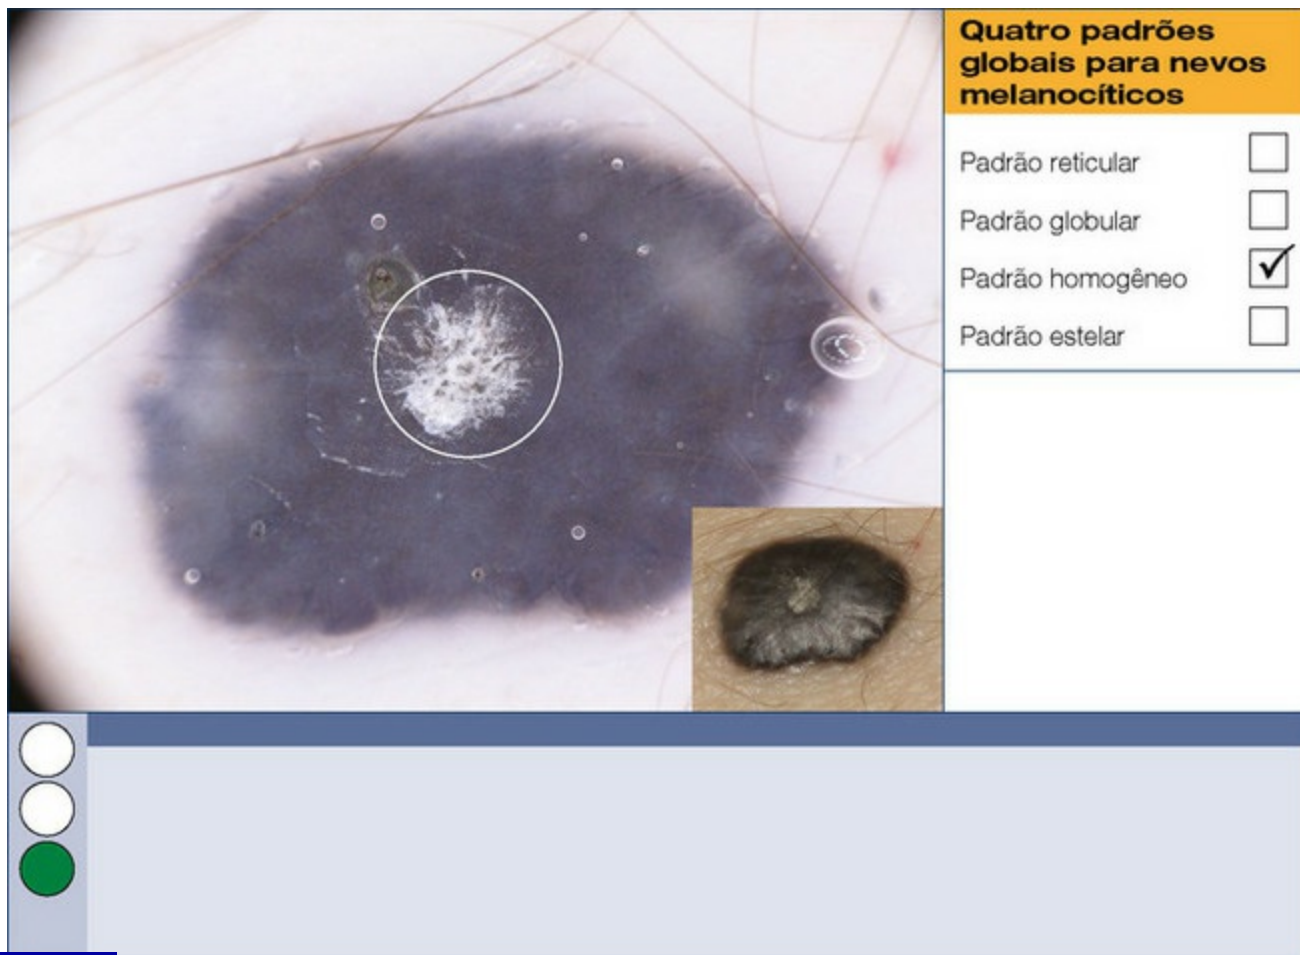 Quatro padrões
globais para nevos
melanocíticos
Padrão reticular
Padrão globular
Padrão homogêneo
Padrão estelar